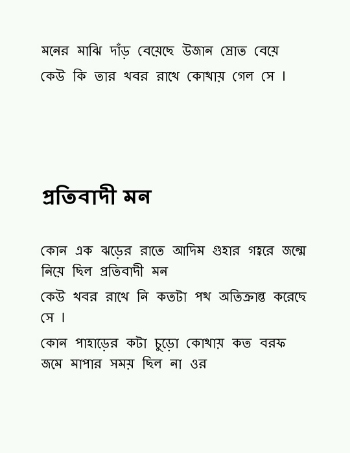 মনের মাঝি দাঁড় বেয়েছে উজান স্রোত বেয়ে
কেউ কি তার খবর রাখে কোথায় গেল সে ।
প্রতিবাদী মন
কোন এক ঝড়ের রাতে আদিম গুহার গহ্বরে জন্মে
নিয়ে ছিল প্রতিবাদী মন
কেউ খবর রাখে নি কতটা পথ অতিক্রান্ত করেছে
সে ।
কোন পাহাড়ের কটা চুড়ো কোথায় কত বরফ
জমে মাপার সময় ছিল না ওর